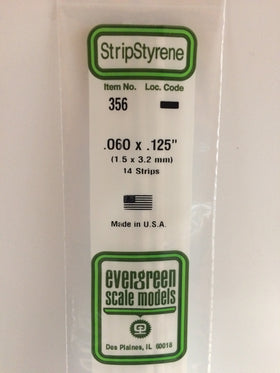 StripStyrene
Item No. Loc. Code
356
.060 x .125"
(1.5 x 3.2 mm)
14 Strips
Made in U.S.A.
evergreen
scale models
Des Plaines, IL 60018